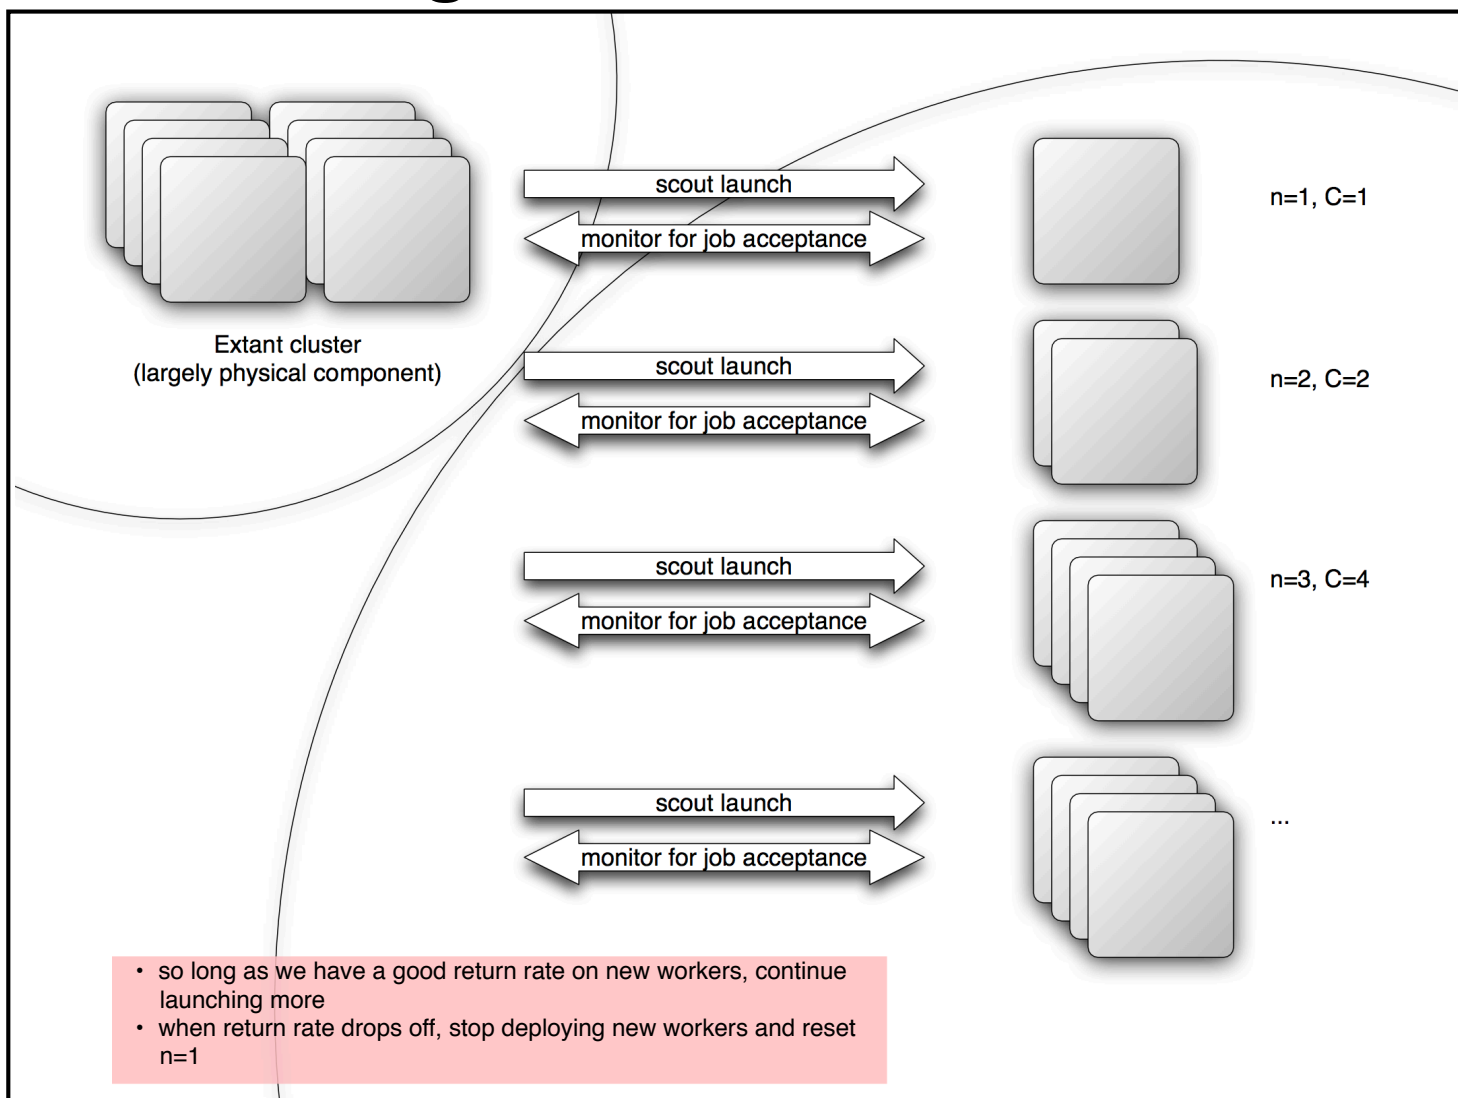 scout launch
n=1, C=1
monitor for job acceptance
Extant cluster
(largely physical component)
scout launch
n=2, C=2
monitor for job acceptance
scout launch
n=3, C=4
monitor for job acceptance
scout launch
...
monitor for job acceptance
• so long as we have a good return rate on new workers, continue
launching more
• when return rate drops off, stop deploying new workers and reset
n=1